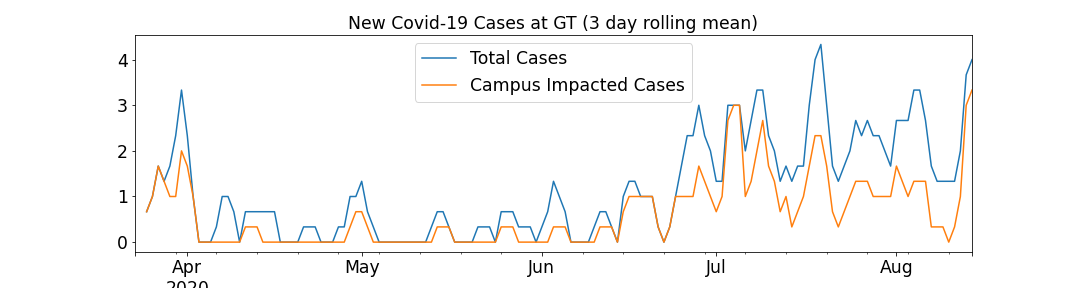 New Covid-19 Cases at GT (3 day rolling mean)
Total Cases
Campus Impacted Cases
4
3
2
1
0
Apr May Jun Jul Aug
2020